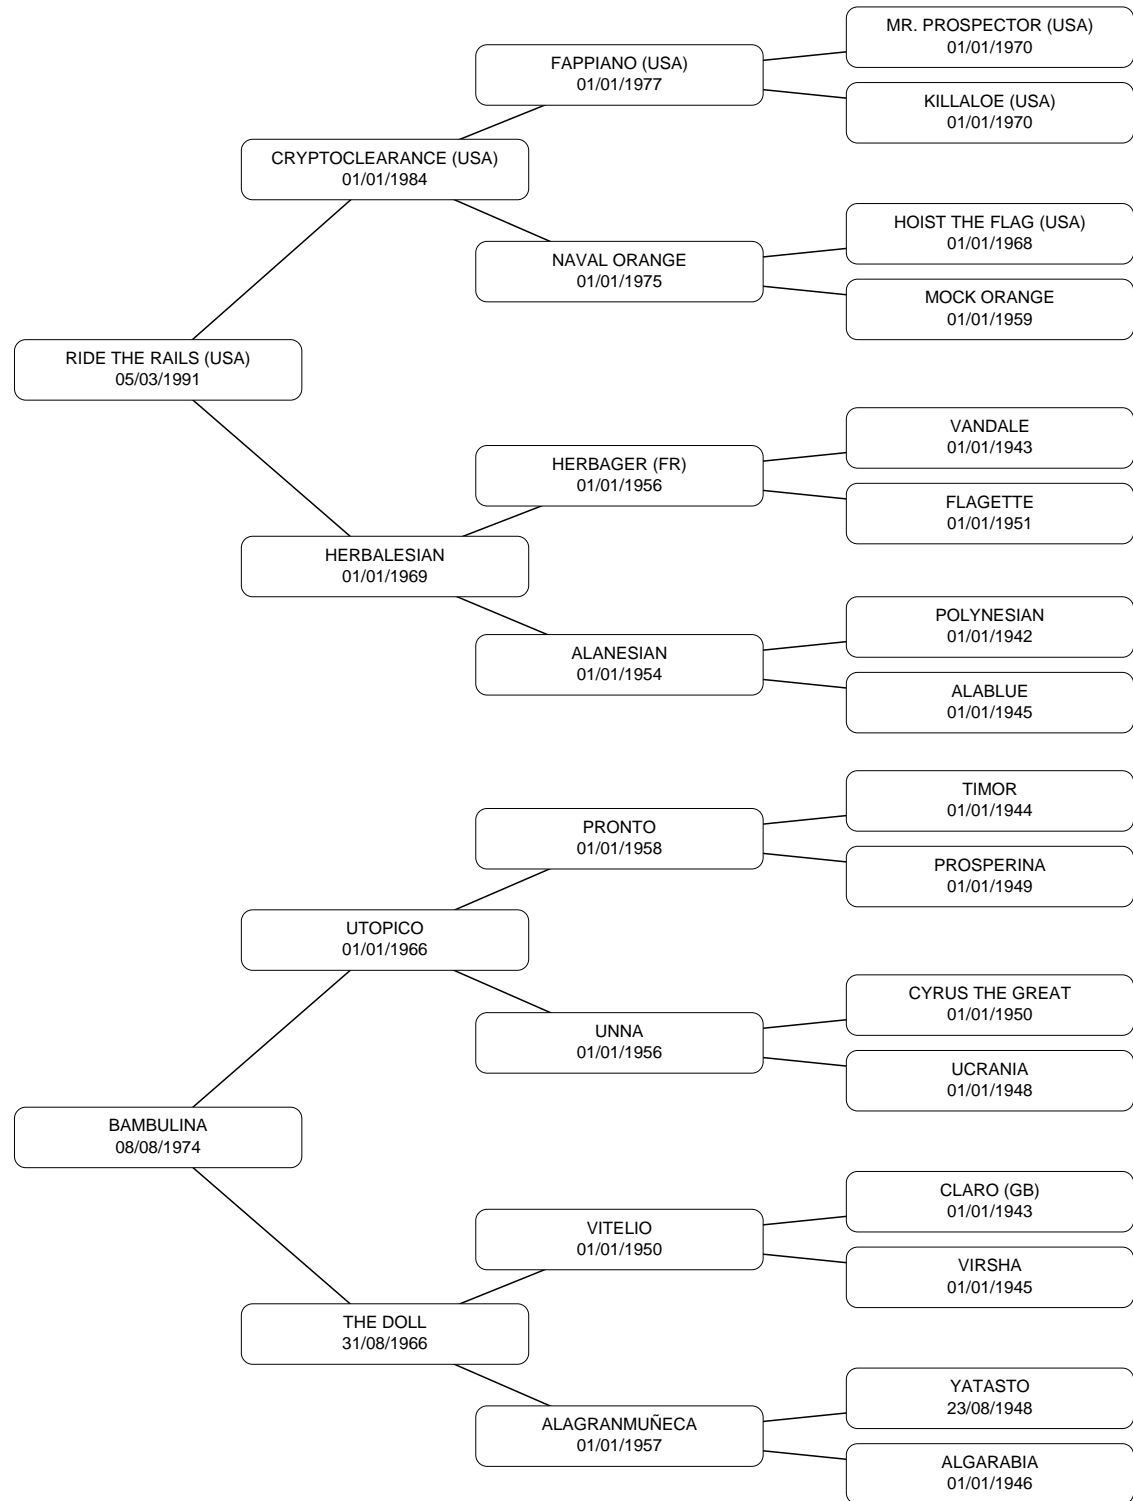 MR. PROSPECTOR (USA)
01/01/1970
FAPPIANO (USA)
01/01/1977
KILLALOE (USA)
01/01/1970
CRYPTOCLEARANCE (USA)
01/01/1984
HOIST THE FLAG (USA)
01/01/1968
NAVAL ORANGE
01/01/1975
MOCK ORANGE
01/01/1959
RIDE THE RAILS (USA)
05/03/1991
VANDALE
01/01/1943
HERBAGER (FR)
01/01/1956
FLAGETTE
01/01/1951
HERBALESIAN
01/01/1969
POLYNESIAN
01/01/1942
ALANESIAN
01/01/1954
ALABLUE
01/01/1945
TIMOR
01/01/1944
PRONTO
01/01/1958
PROSPERINA
01/01/1949
UTOPICO
01/01/1966
CYRUS THE GREAT
01/01/1950
UNNA
01/01/1956
UCRANIA
01/01/1948
BAMBULINA
08/08/1974
CLARO (GB)
01/01/1943
VITELIO
01/01/1950
VIRSHA
01/01/1945
THE DOLL
31/08/1966
YATASTO
23/08/1948
ALAGRANMUÑECA
01/01/1957
ALGARABIA
01/01/1946